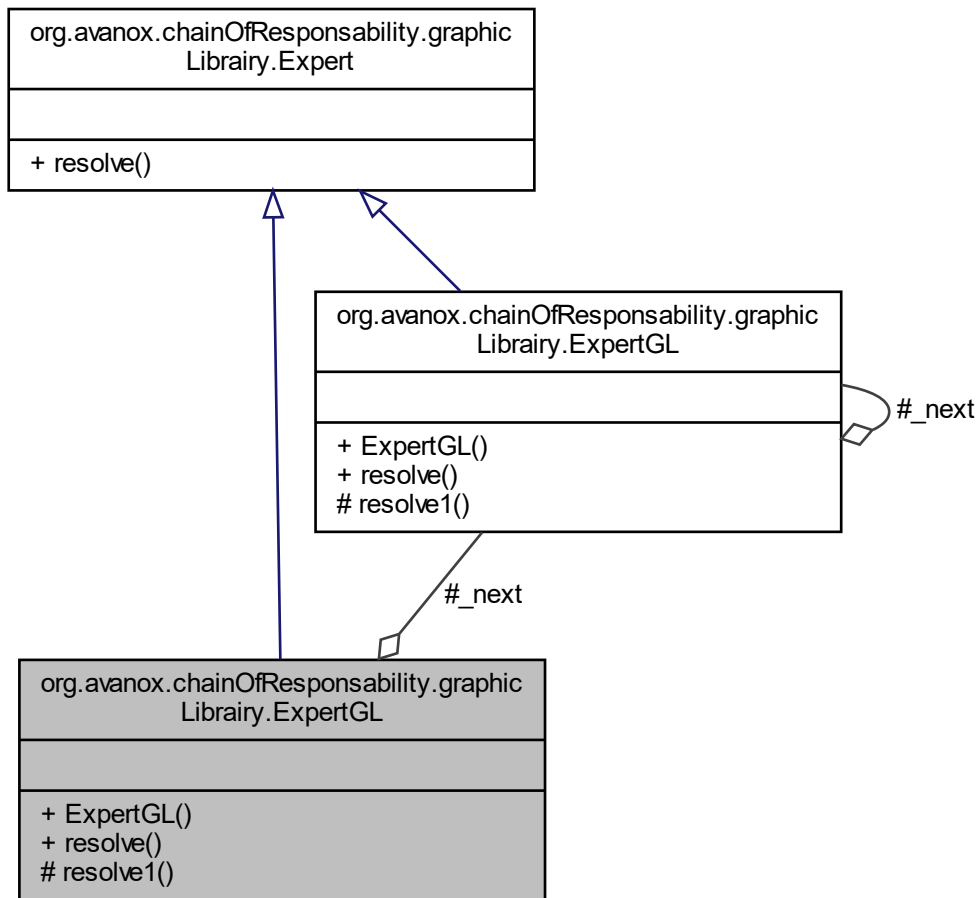 org.avanox.chainOfResponsability.graphic
Librairy.Expert
+ resolve()
org.avanox.chainOfResponsability.graphic
Librairy.ExpertGL
+ ExpertGL()
+ resolve()
# resolve1()
#_next
#_next
org.avanox.chainOfResponsability.graphic
Librairy.ExpertGL
+ ExpertGL()
+ resolve()
# resolve1()